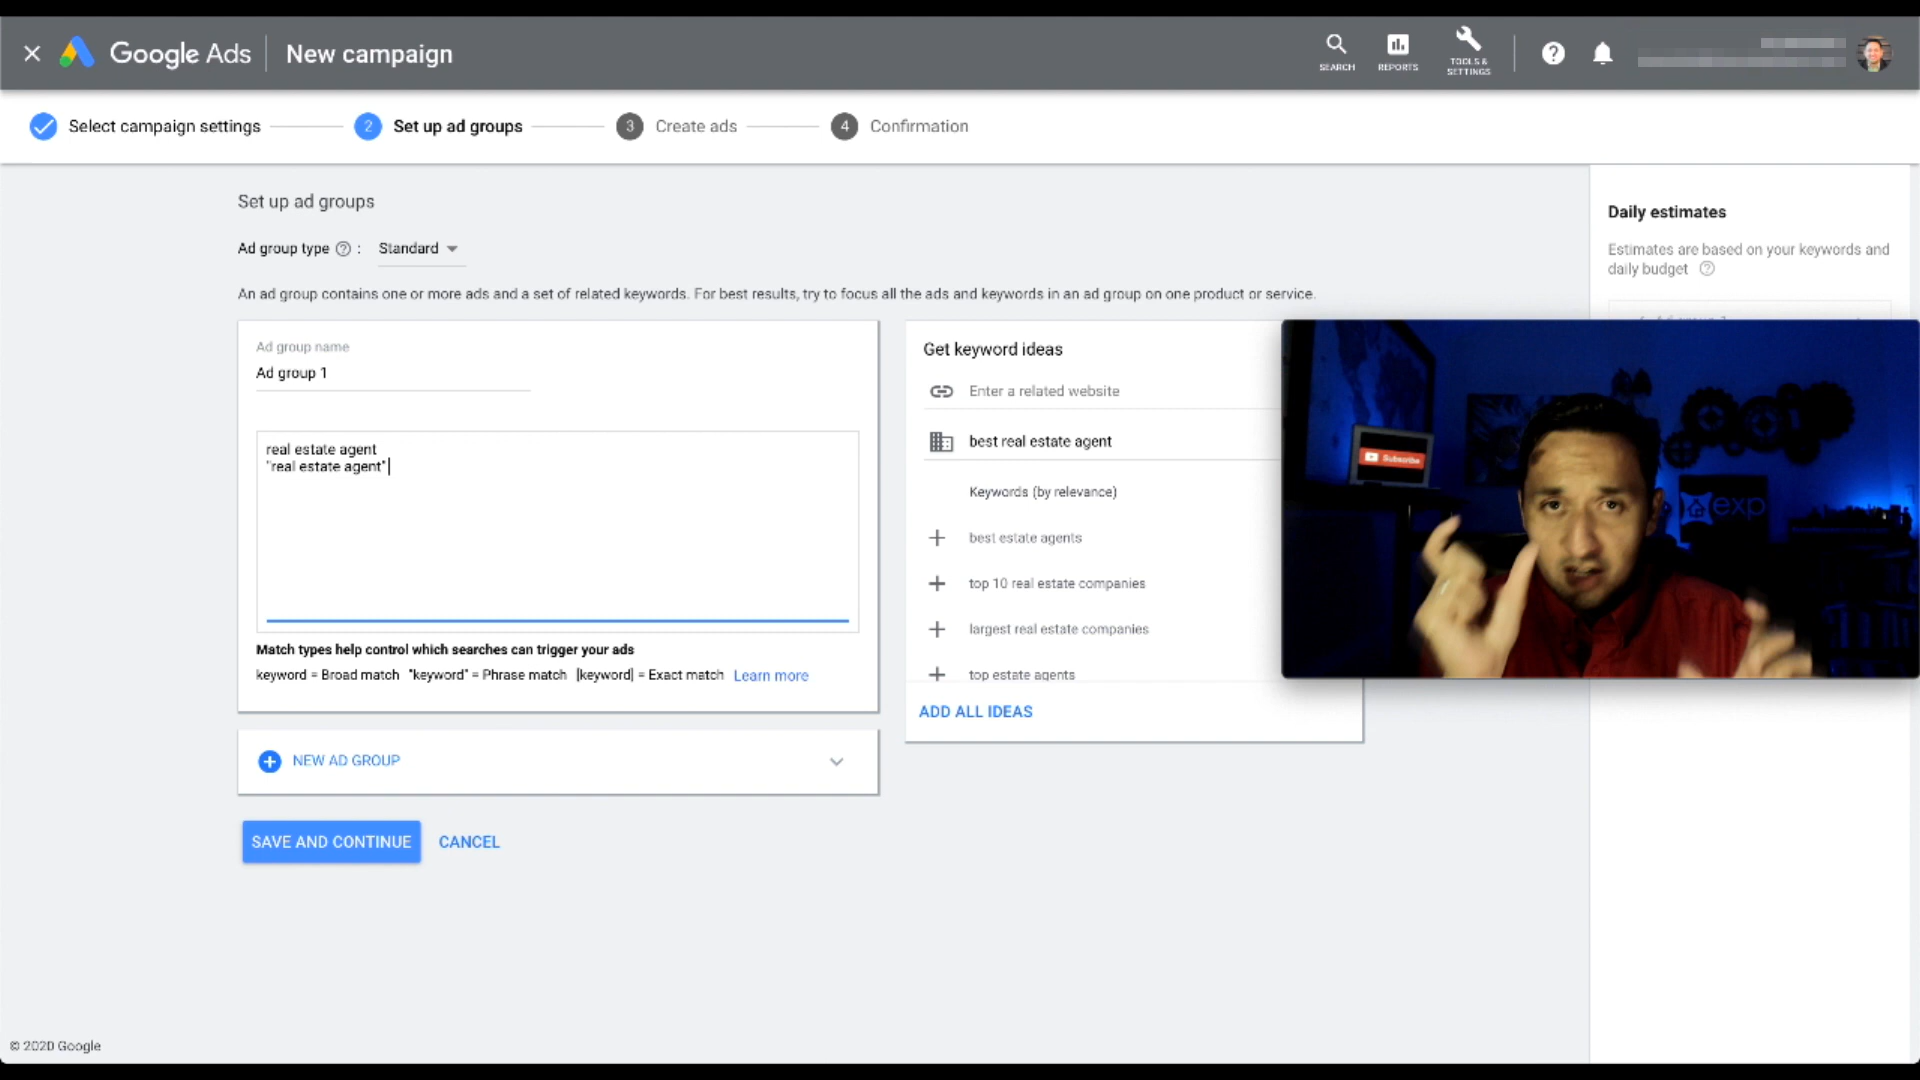 Google Ads
New campaign
SEARCH
REPORTS
TOOLS &
SETTINGS
Select campaign settings
2
Set up ad groups
3
Create ads
4
Confirmation
Set up ad groups
Ad group type
:
Standard
An ad group contains one or more ads and a set of related keywords. For best results, try to focus all the ads and keywords in an ad group on one product or service.
Ad group name
Ad group 1
real estate agent
"real estate agent"
Match types help control which searches can trigger your ads
keyword = Broad match "keyword" = Phrase match [keyword] = Exact match Learn more
NEW AD GROUP
SAVE AND CONTINUE
CANCEL
Get keyword ideas
Enter a related website
best real estate agent
Keywords (by relevance)
best estate agents
top 10 real estate companies
largest real estate companies
top estate agents
ADD ALL IDEAS
Daily estimates
Estimates are based on your keywords and
daily budget
Subscribe
exp
© 2020 Google